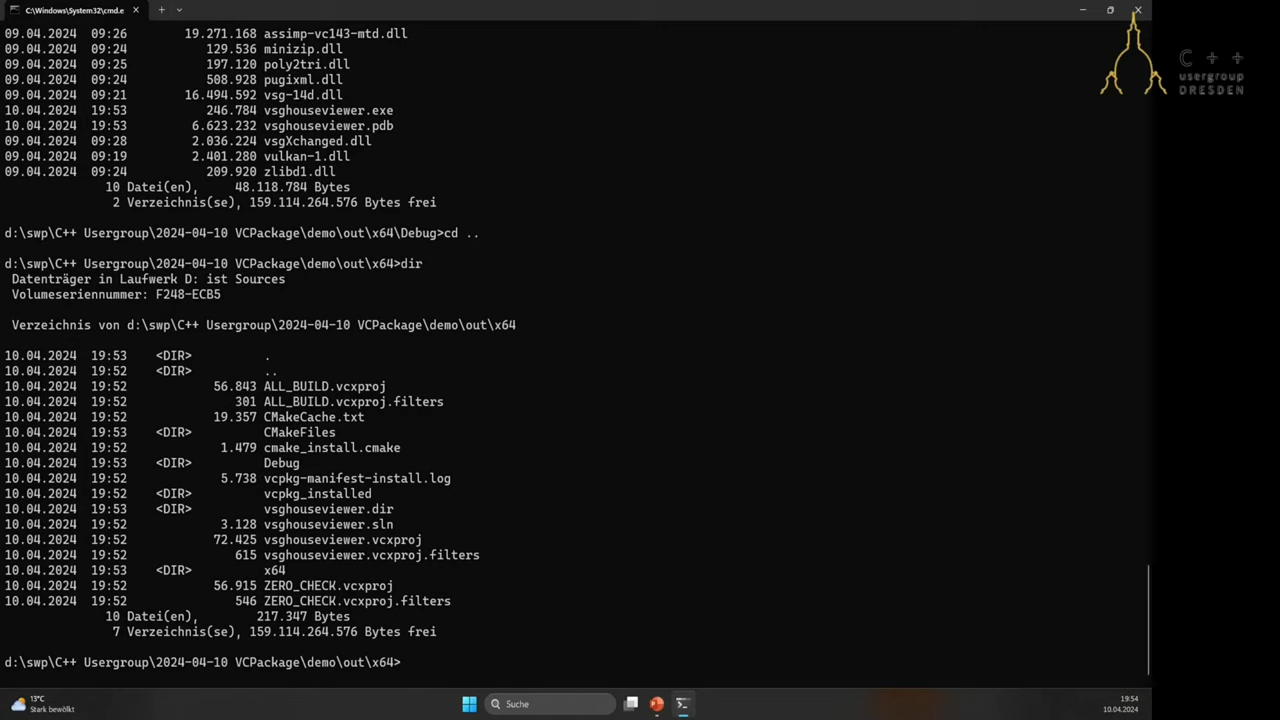 C:\Windows\System32\cmd.e
09.04.2024 09:26 19.271.168 assimp-vc143-mtd.dll
09.04.2024 09:24 129.536 minizip.dll
09.04.2024 09:25 197.120 poly2tri.dll
09.04.2024 09:24 508.928 pugixml.dll
09.04.2024 09:21 16.494.592 vsg-14d.dll
10.04.2024 19:53 246.784 vsghouseviewer.exe
10.04.2024 19:53 6.623.232 vsghouseviewer.pdb
09.04.2024 09:28 2.036.224 vsgXchanged.dll
09.04.2024 09:19 2.401.280 vulkan-1.dll
09.04.2024 09:24 209.920 zlibd1.dll
10 Datei(en), 48.118.784 Bytes
2 Verzeichnis(se), 159.114.264.576 Bytes frei
d:\swp\C++ Usergroup\2024-04-10 VCPackage\demo\out\x64\Debug>cd ..
d:\swp\C++ Usergroup\2024-04-10 VCPackage\demo\out\x64>dir
Datenträger in Laufwerk D: ist Sources
Volumeseriennummer: F248-ECB5
Verzeichnis von d:\swp\C++ Usergroup\2024-04-10 VCPackage\demo\out\x64
10.04.2024 19:53 <DIR> .
10.04.2024 19:52 <DIR> ..
10.04.2024 19:52 56.843 ALL_BUILD.vcxproj
10.04.2024 19:52 301 ALL_BUILD.vcxproj.filters
10.04.2024 19:52 19.357 CMakeCache.txt
10.04.2024 19:53 <DIR> CMakeFiles
10.04.2024 19:52 1.479 cmake_install.cmake
10.04.2024 19:53 <DIR> Debug
10.04.2024 19:52 5.738 vcpkg-manifest-install.log
10.04.2024 19:52 <DIR> vcpkg_installed
10.04.2024 19:52 <DIR> vsghouseviewer.dir
10.04.2024 19:52 3.128 vsghouseviewer.sln
10.04.2024 19:52 72.425 vsghouseviewer.vcxproj
10.04.2024 19:52 615 vsghouseviewer.vcxproj.filters
10.04.2024 19:52 <DIR> x64
10.04.2024 19:52 56.915 ZERO_CHECK.vcxproj
10.04.2024 19:52 546 ZERO_CHECK.vcxproj.filters
10 Datei(en), 217.347 Bytes
7 Verzeichnis(se), 159.114.264.576 Bytes frei
d:\swp\C++ Usergroup\2024-04-10 VCPackage\demo\out\x64>
C++
usergroup
DRESDEN
13°C
Stark bewölkt
Suche
19:54
10.04.2024